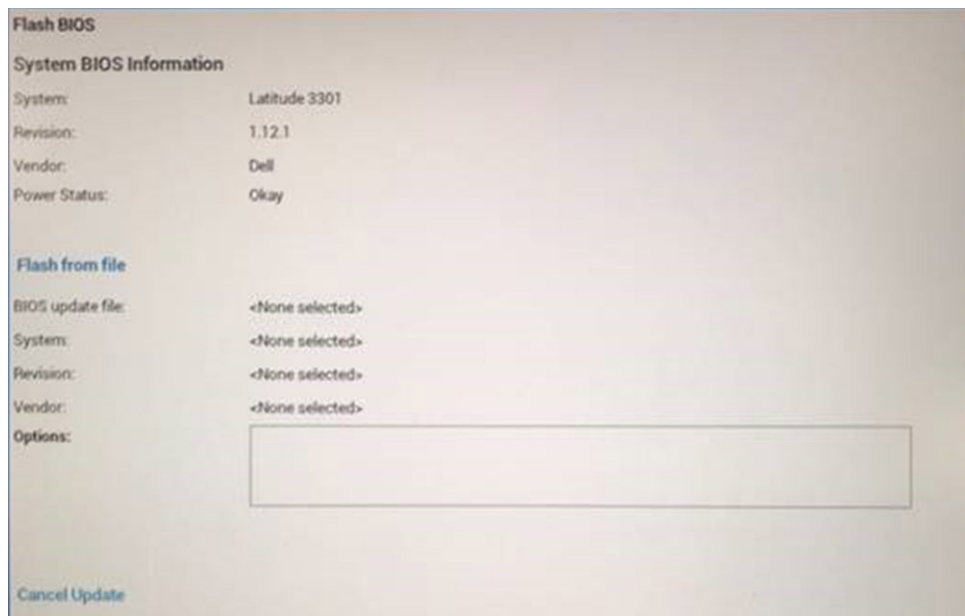 Flash BIOS
System BIOS Information
System: Latitude 3301
Revision: 1.12.1
Vendor: Dell
Power Status: Okay
Flash from file
BIOS update file: <None selected>
System: <None selected>
Revision: <None selected>
Vendor: <None selected>
Options:
Cancel Update